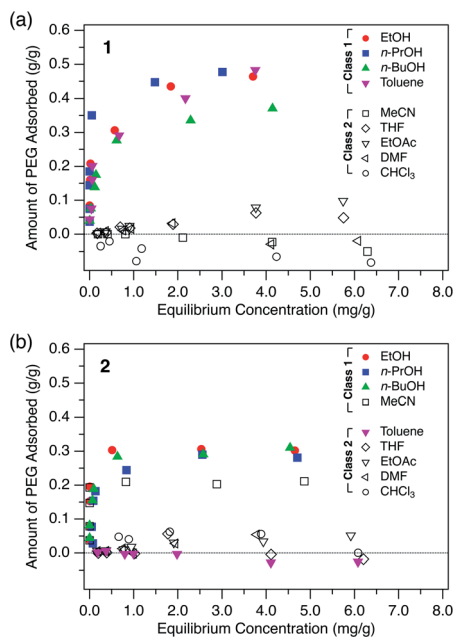 (a)
Amount of PEG Adsorbed (g/g)
0.6
0.5
0.4
0.3
0.2
0.1
0.0
1
Class 1
EtOH
n-PrOH
n-BuOH
Toluene
Class 2
MeCN
THF
EtOAc
DMF
CHCl3
0.0 1.0 2.0 3.0 4.0 5.0 6.0 7.0 8.0
Equilibrium Concentration (mg/g)
(b)
Amount of PEG Adsorbed (g/g)
0.6
0.5
0.4
0.3
0.2
0.1
0.0
2
Class 1
EtOH
n-PrOH
n-BuOH
MeCN
Class 2
Toluene
THF
EtOAc
DMF
CHCl3
0.0 1.0 2.0 3.0 4.0 5.0 6.0 7.0 8.0
Equilibrium Concentration (mg/g)